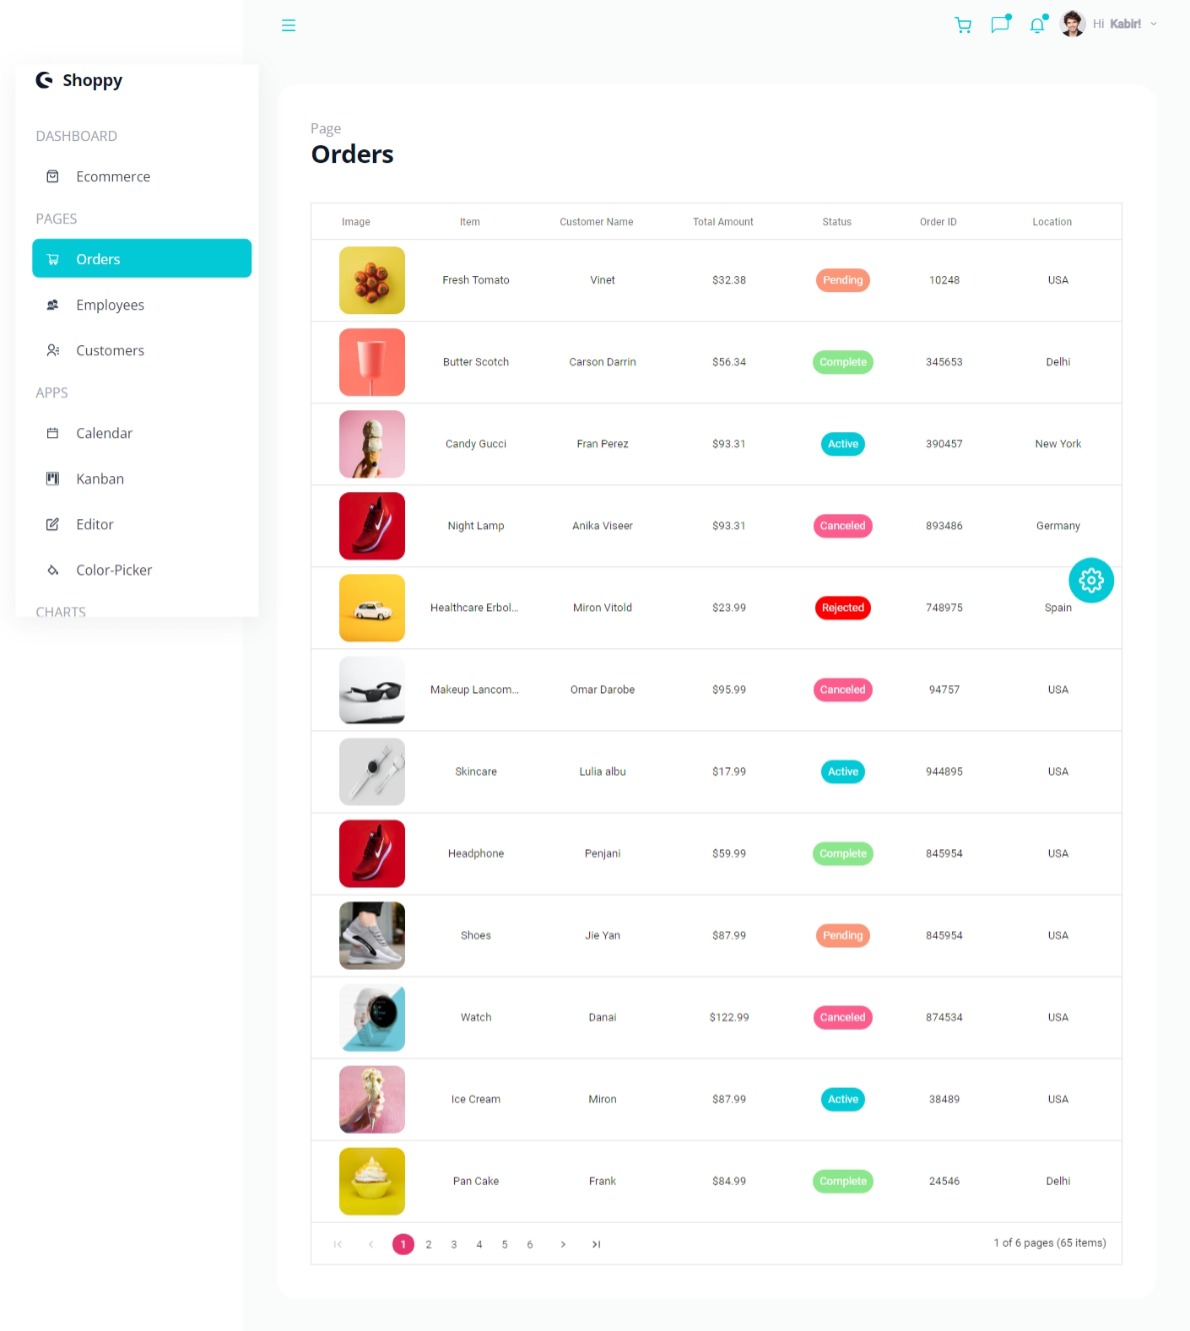 Hi Kabir!
Shoppy
DASHBOARD
Ecommerce
PAGES
Orders
Employees
Customers
APPS
Calendar
Kanban
Editor
Color-Picker
CHARTS
Page
Orders
Image Item Customer Name Total Amount Status Order ID Location
Fresh Tomato Vinet $32.38 Pending 10248 USA
Butter Scotch Carson Darrin $56.34 Complete 345653 Delhi
Candy Gucci Fran Perez $93.31 Active 390457 New York
Night Lamp Anika Viseer $93.31 Canceled 893486 Germany
Healthcare Erbol... Miron Vitold $23.99 Rejected 748975 Spain
Makeup Lancom... Omar Darobe $95.99 Canceled 94757 USA
Skincare Lulia albu $17.99 Active 944895 USA
Headphone Penjani $59.99 Complete 845954 USA
Shoes Jie Yan $87.99 Pending 845954 USA
Watch Danai $122.99 Canceled 874534 USA
Ice Cream Miron $87.99 Active 38489 USA
Pan Cake Frank $84.99 Complete 24546 Delhi
1 2 3 4 5 6 1 of 6 pages (65 items)